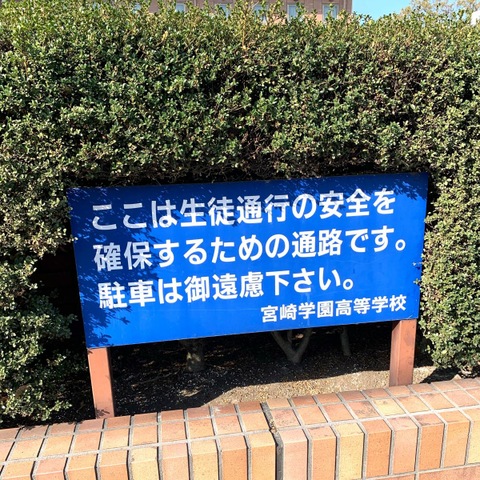 ここは生徒通行の安全を
確保するための通路です。
駐車は御遠慮下さい。
宮崎学園高等学校